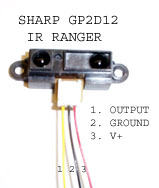 SHARP GP2D12
IR RANGER
1. OUTPUT
2. GROUND
3. V+
1 2 3